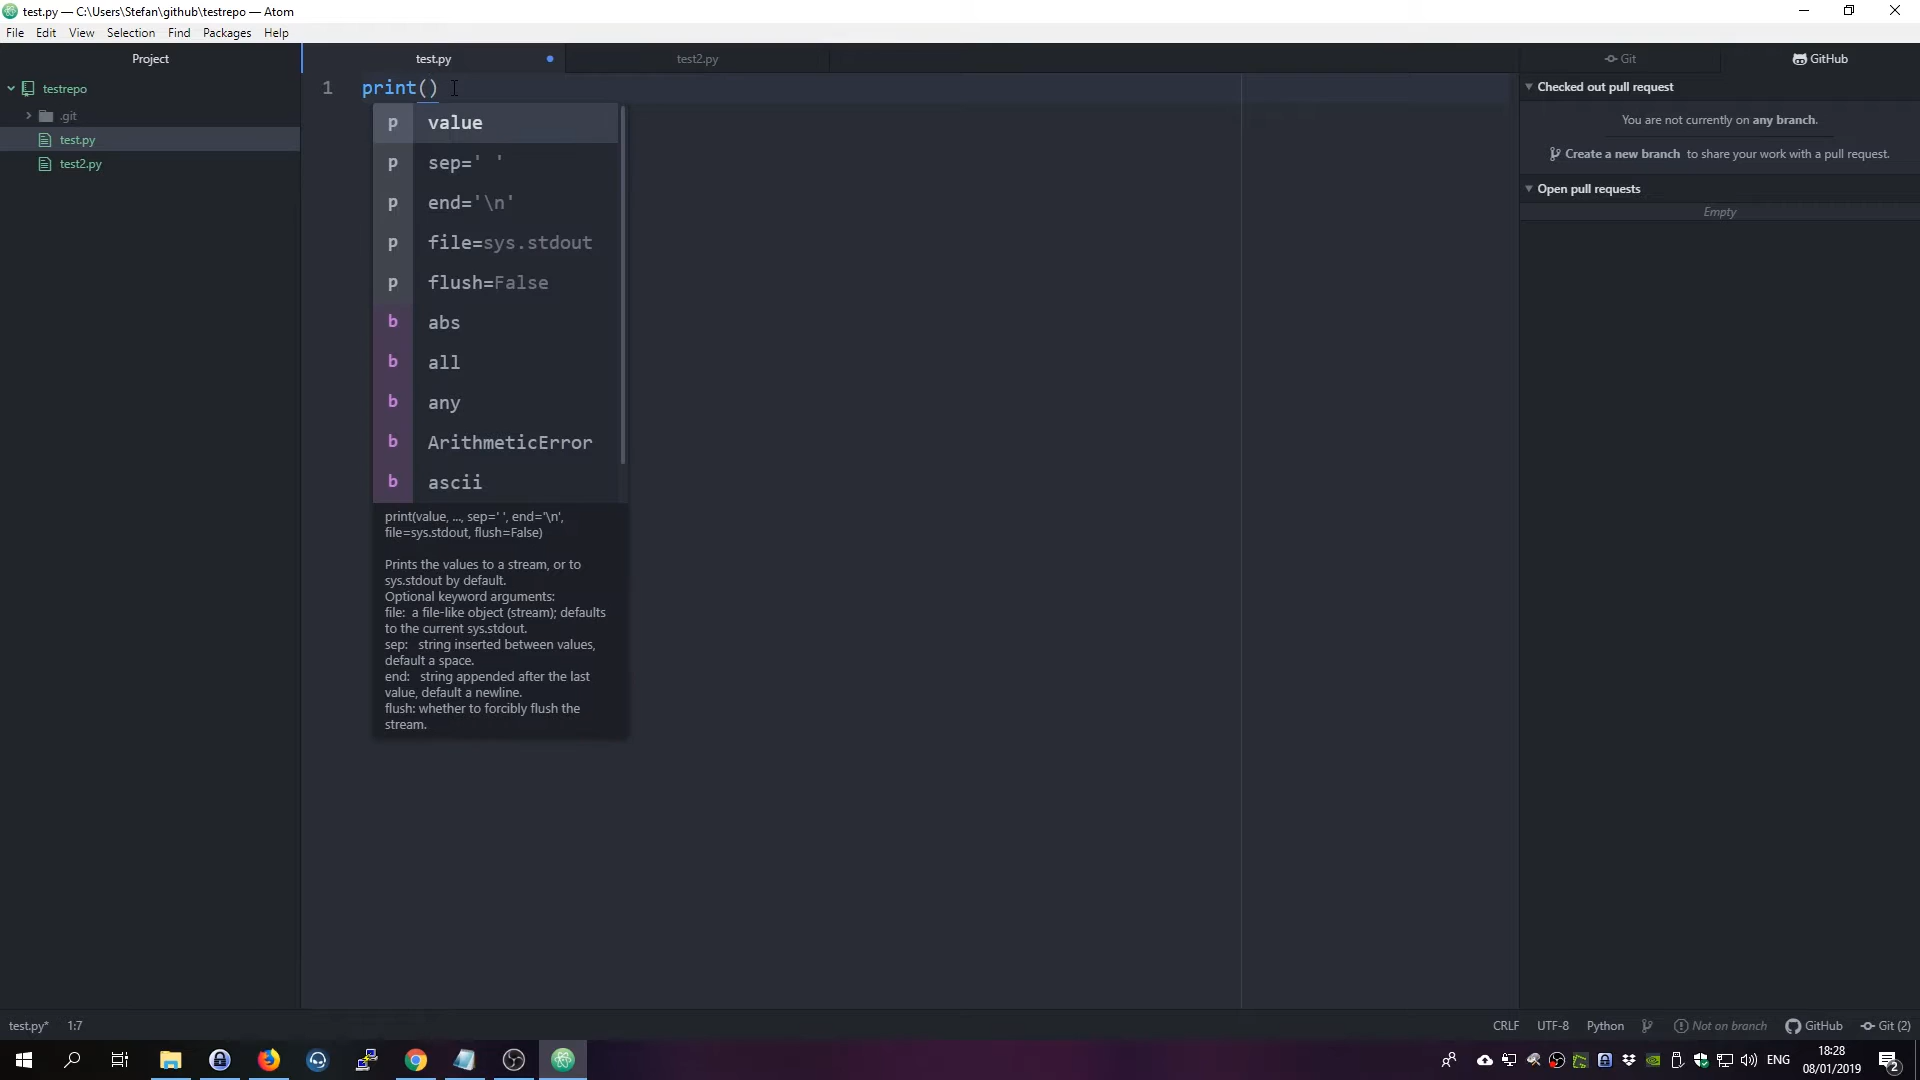 test.py — C:\Users\Stefan\github\testrepo — Atom
File Edit View Selection Find Packages Help
Project
test.py
test2.py
Git
GitHub
testrepo
.git
test.py
test2.py
1 print()
p value
p sep=' '
p end='\n'
p file=sys.stdout
p flush=False
b abs
b all
b any
b ArithmeticError
b ascii
print(value, ..., sep=' ', end='\n',
file=sys.stdout, flush=False)
Prints the values to a stream, or to
sys.stdout by default.
Optional keyword arguments:
file: a file-like object (stream); defaults
to the current sys.stdout.
sep: string inserted between values,
default a space.
end: string appended after the last
value, default a newline.
flush: whether to forcibly flush the
stream.
Checked out pull request
You are not currently on any branch.
Create a new branch to share your work with a pull request.
Open pull requests
Empty
test.py* 1:7
CRLF UTF-8 Python Not on branch GitHub Git (2)
ENG
18:28
08/01/2019
2